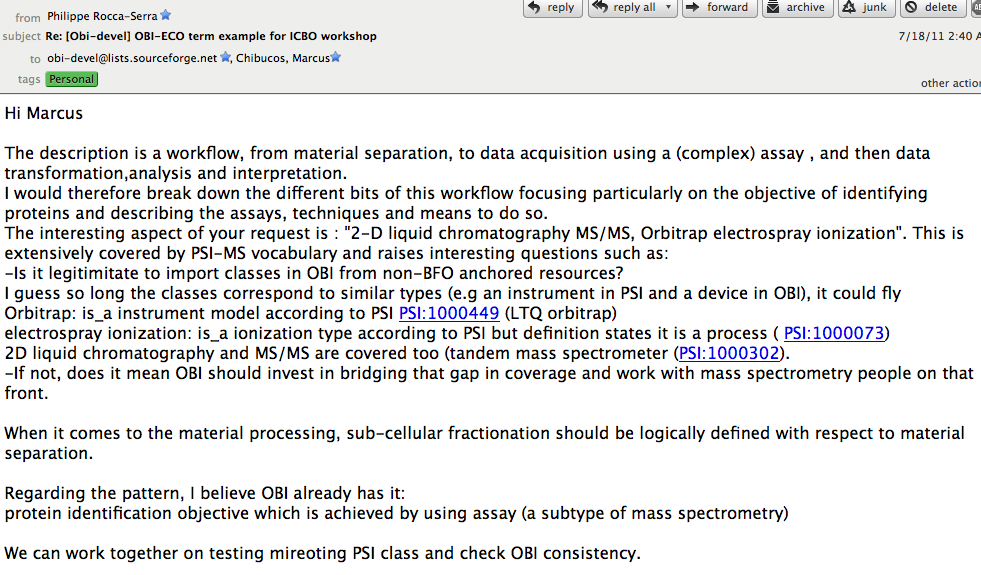 from Philippe Rocca-Serra reply reply all forward archive junk delete
subject Re: [Obi-devel] OBI-ECO term example for ICBO workshop 7/18/11 2:40 A
to obi-devel@lists.sourceforge.net, Chibucos, Marcus
tags Personal other action
Hi Marcus
The description is a workflow, from material separation, to data acquisition using a (complex) assay , and then data
transformation,analysis and interpretation.
I would therefore break down the different bits of this workflow focusing particularly on the objective of identifying
proteins and describing the assays, techniques and means to do so.
The interesting aspect of your request is : "2-D liquid chromatography MS/MS, Orbitrap electrospray ionization". This is
extensively covered by PSI-MS vocabulary and raises interesting questions such as:
-Is it legitimitate to import classes in OBI from non-BFO anchored resources?
I guess so long the classes correspond to similar types (e.g an instrument in PSI and a device in OBI), it could fly
Orbitrap: is_a instrument model according to PSI PSI:1000449 (LTQ orbitrap)
electrospray ionization: is_a ionization type according to PSI but definition states it is a process ( PSI:1000073)
2D liquid chromatography and MS/MS are covered too (tandem mass spectrometer (PSI:1000302).
-If not, does it mean OBI should invest in bridging that gap in coverage and work with mass spectrometry people on that
front.
When it comes to the material processing, sub-cellular fractionation should be logically defined with respect to material
separation.
Regarding the pattern, I believe OBI already has it:
protein identification objective which is achieved by using assay (a subtype of mass spectrometry)
We can work together on testing mireoting PSI class and check OBI consistency.